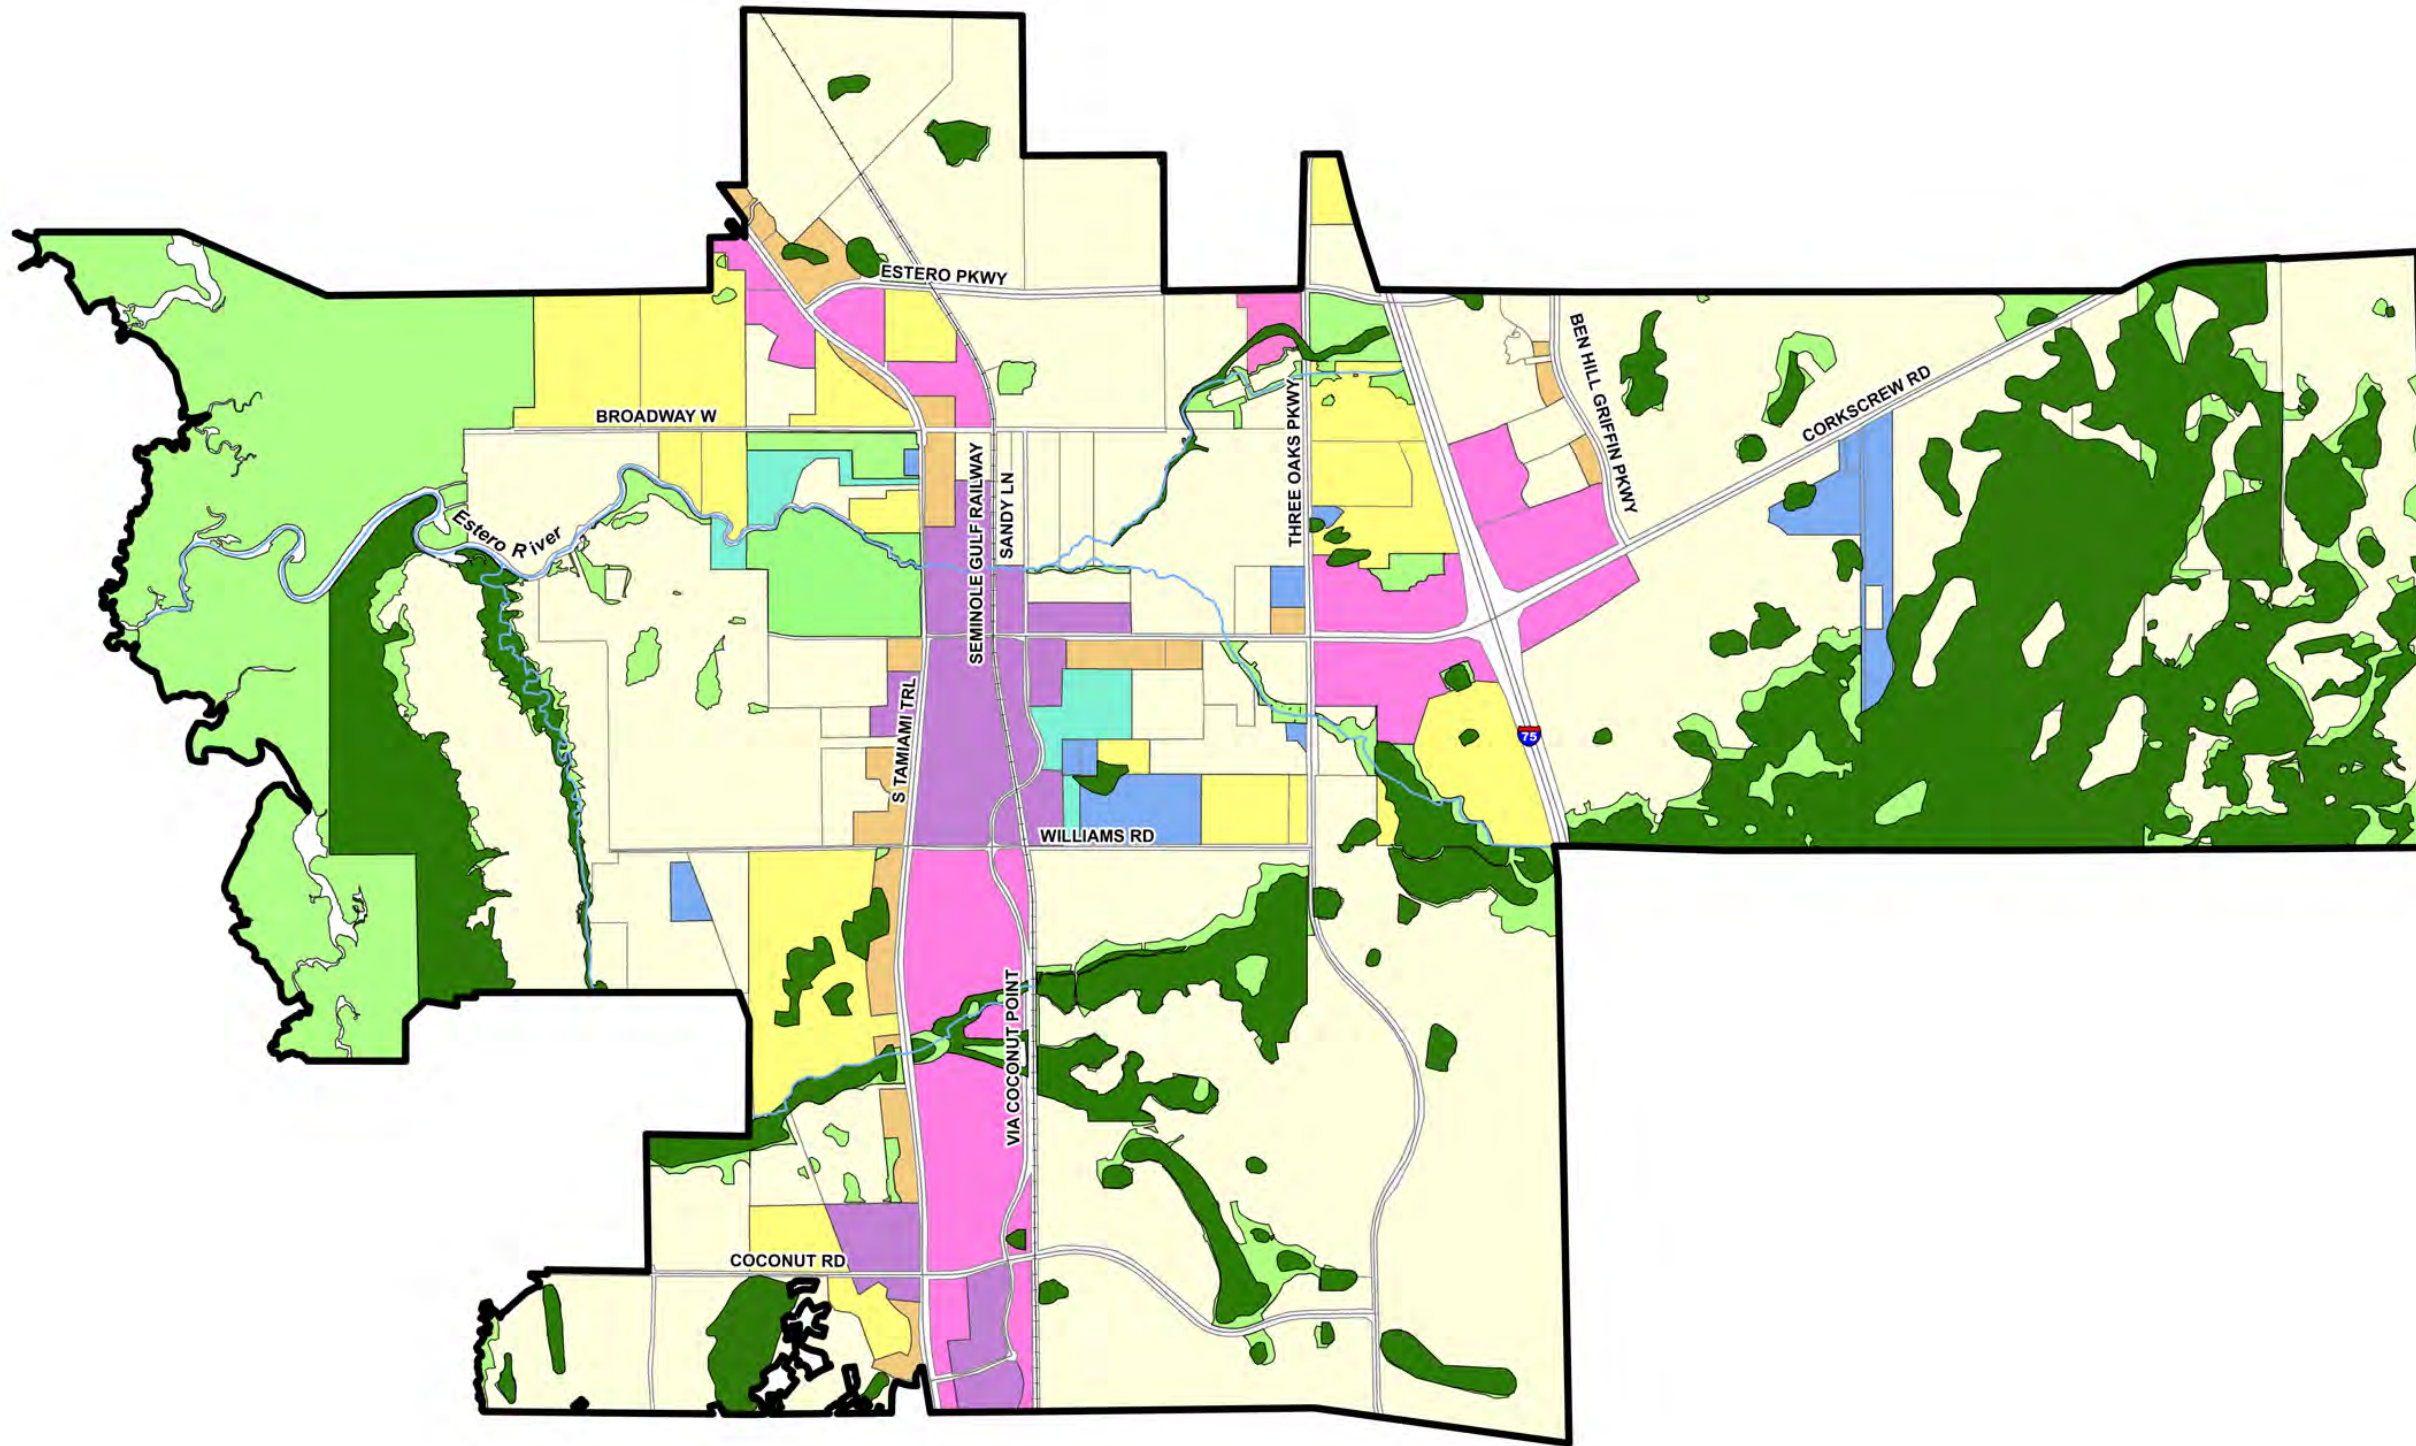 ESTERO PKWY
BEN HILL GRIFFIN PKWY
CORKSCREW RD
BROADWAY W
THREE OAKS PKWY
SEMINOLE GULF RAILWAY
SANDY LN
Estero River
S TAMIAMI TRL
75
WILLIAMS RD
VIA COCONUT POINT
COCONUT RD